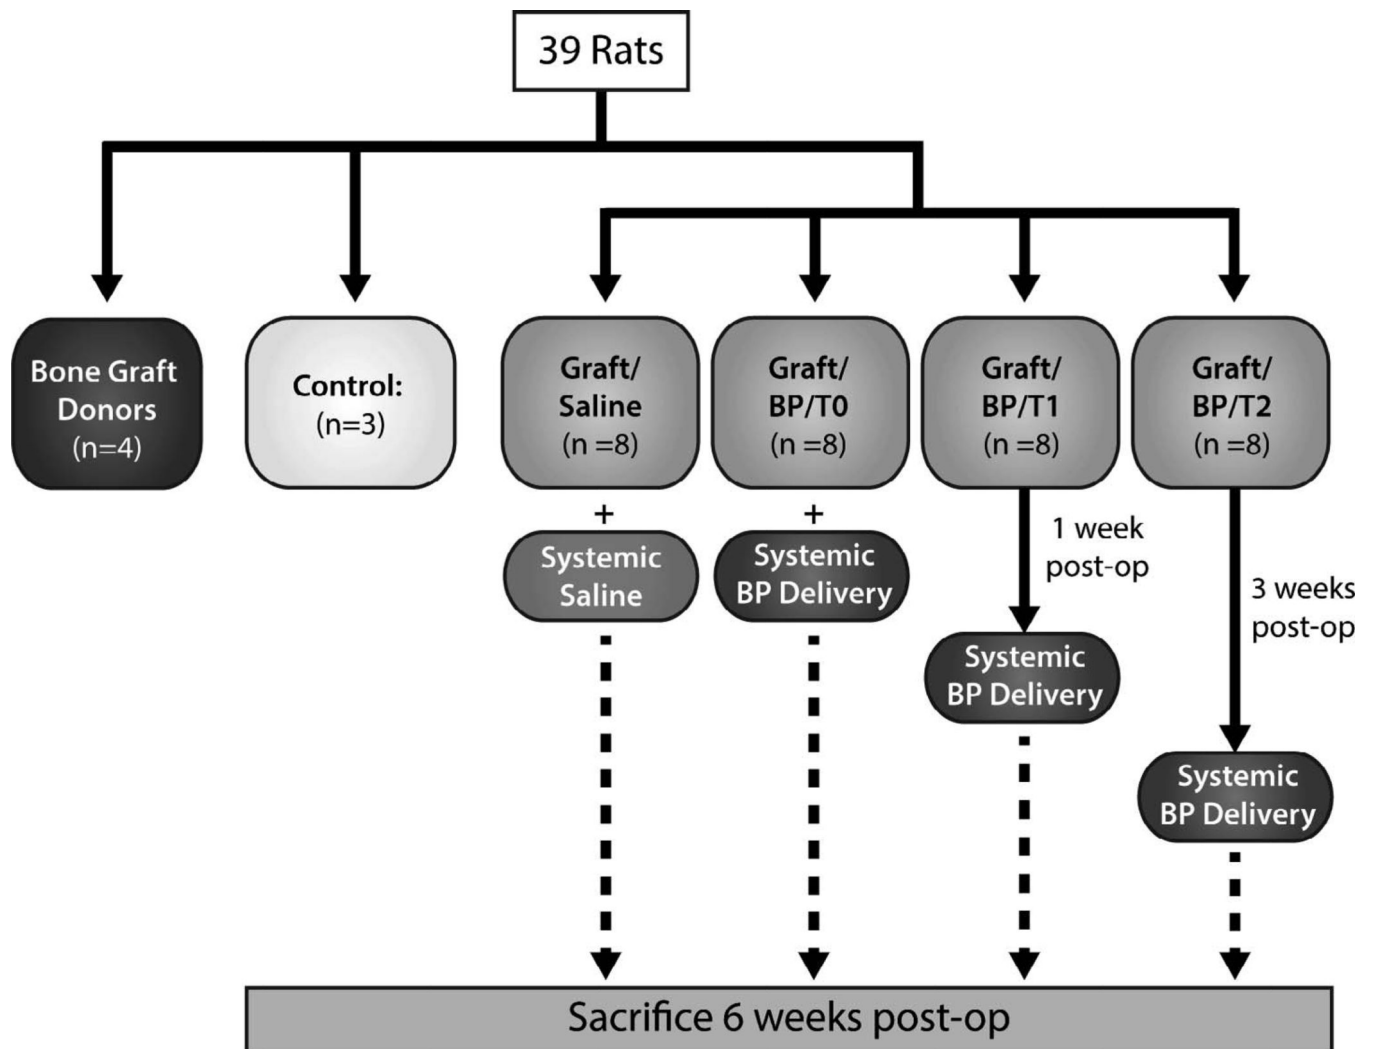 39 Rats
Bone Graft
Donors
(n=4)
Control:
(n=3)
Graft/
Saline
(n =8)
Graft/
BP/T0
(n =8)
Graft/
BP/T1
(n =8)
Graft/
BP/T2
(n =8)
+
Systemic
Saline
+
Systemic
BP Delivery
1 week
post-op
Systemic
BP Delivery
3 weeks
post-op
Systemic
BP Delivery
Sacrifice 6 weeks post-op